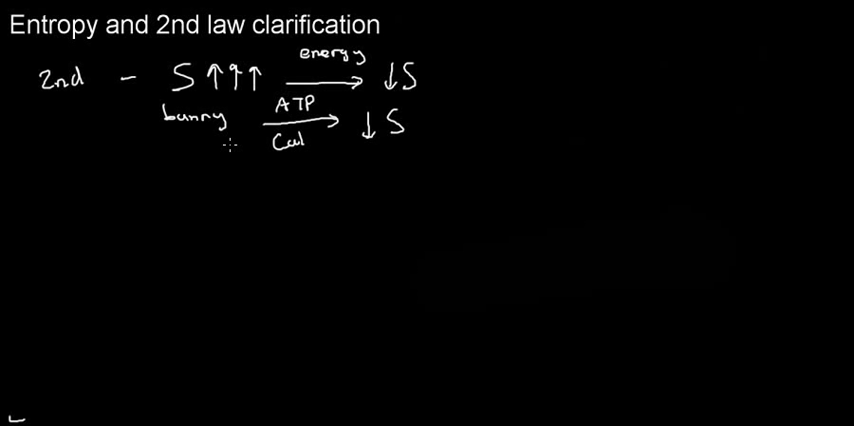 Entropy and 2nd law clarification
energy
2nd - S ↑↑↑ → ↓S
bunny ATP → ↓ S
Cal